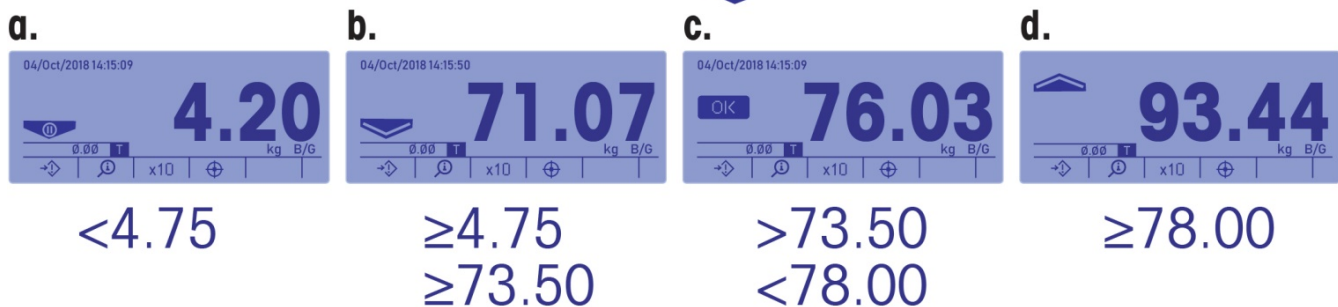 a.
04/Oct/2018 14:15:09
4.20
0.00 T kg B/G
x10
<4.75
b.
04/Oct/2018 14:15:50
71.07
0.00 T kg B/G
x10
≥4.75
≥73.50
c.
04/Oct/2018 14:15:09
OK
76.03
0.00 T kg B/G
x10
>73.50
<78.00
d.
93.44
0.00 T kg B/G
x10
≥78.00